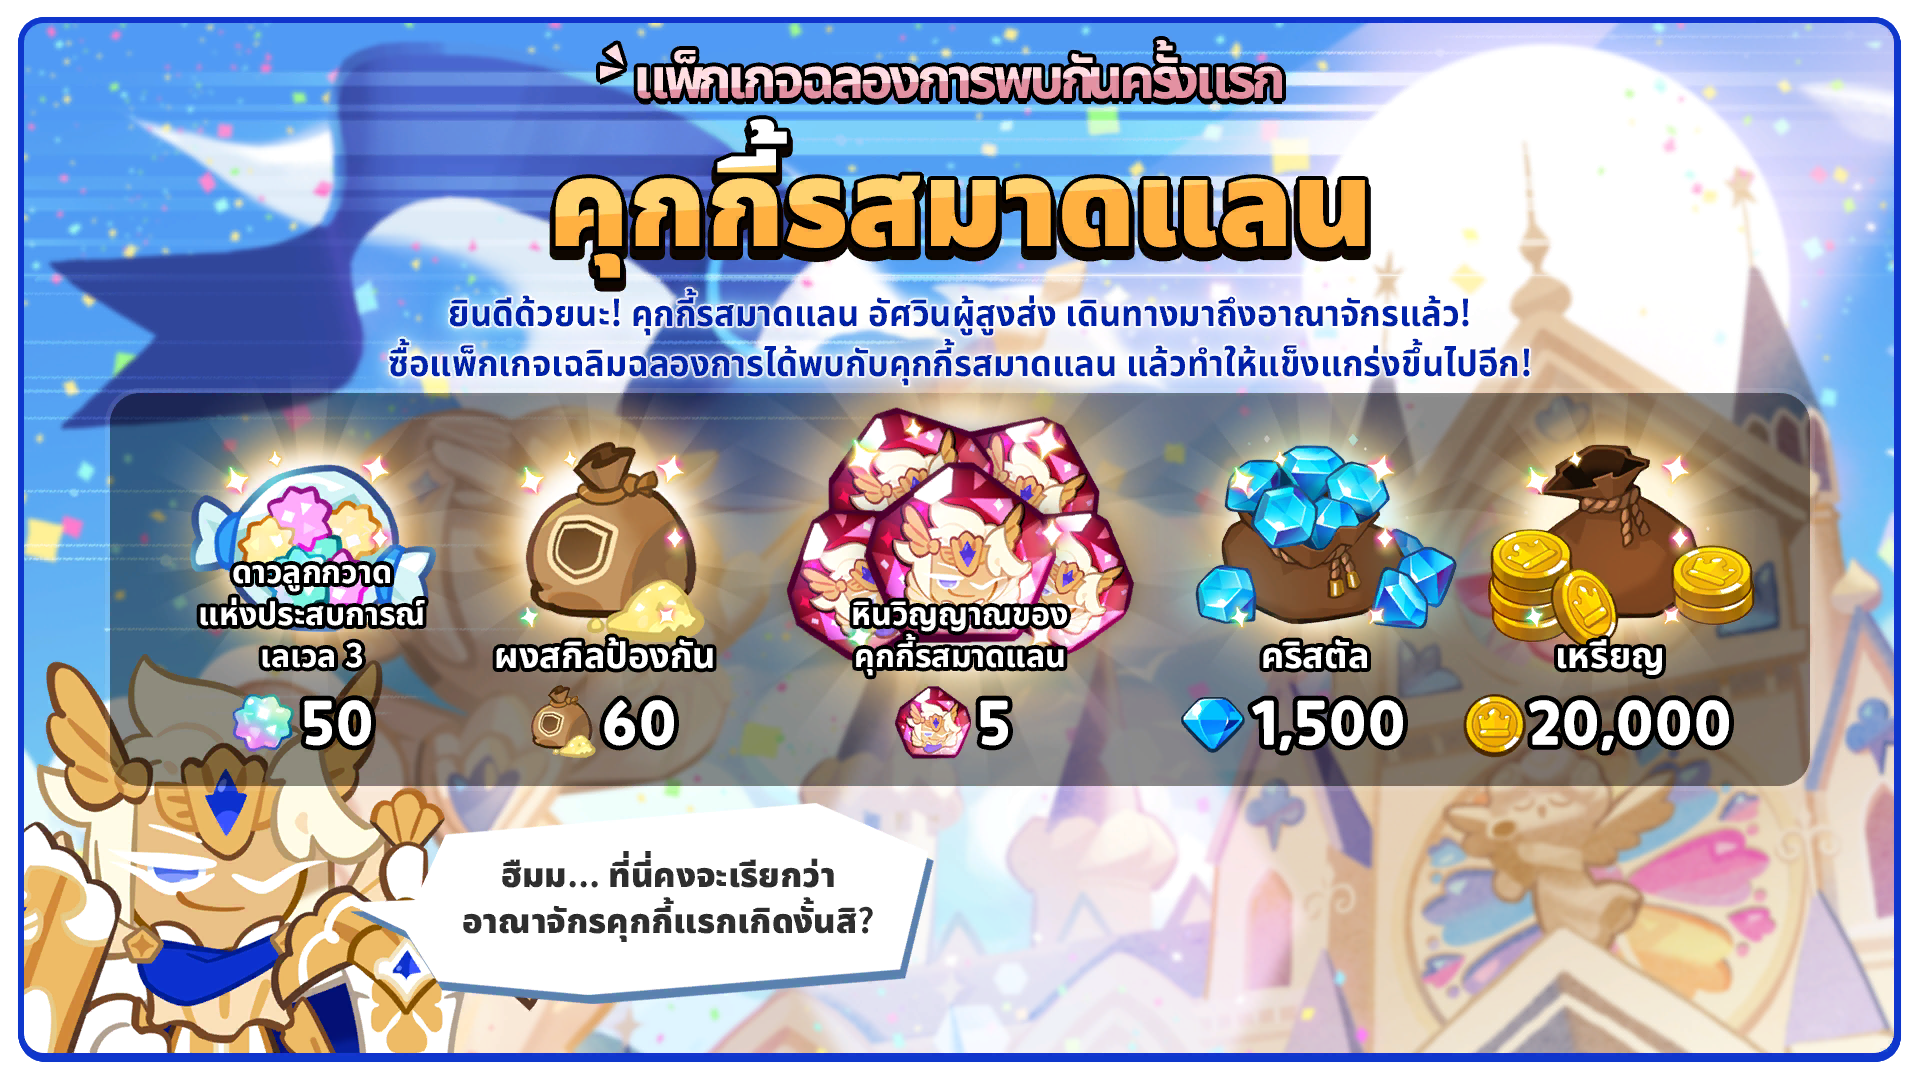 แพ็กเกจฉลองการพบกันครั้งแรก
คุกกี้รสมาดแลน
ยินดีด้วยนะ! คุกกี้รสมาดแลน อัศวินผู้สูงส่ง เดินทางมาถึงอาณาจักรแล้ว!
ซื้อแพ็กเกจเฉลิมฉลองการได้พบกับคุกกี้รสมาดแลน แล้วทำให้แข็งแกร่งขึ้นไปอีก!
ดาวลูกกวาด
แห่งประสบการณ์
เลเวล 3
50
ผงสกิลป้องกัน
60
หินวิญญาณของ
คุกกี้รสมาดแลน
5
คริสตัล
1,500
เหรียญ
20,000
ฮืมม... ที่นี่คงจะเรียกว่า
อาณาจักรคุกกี้แรกเกิดงั้นสิ?